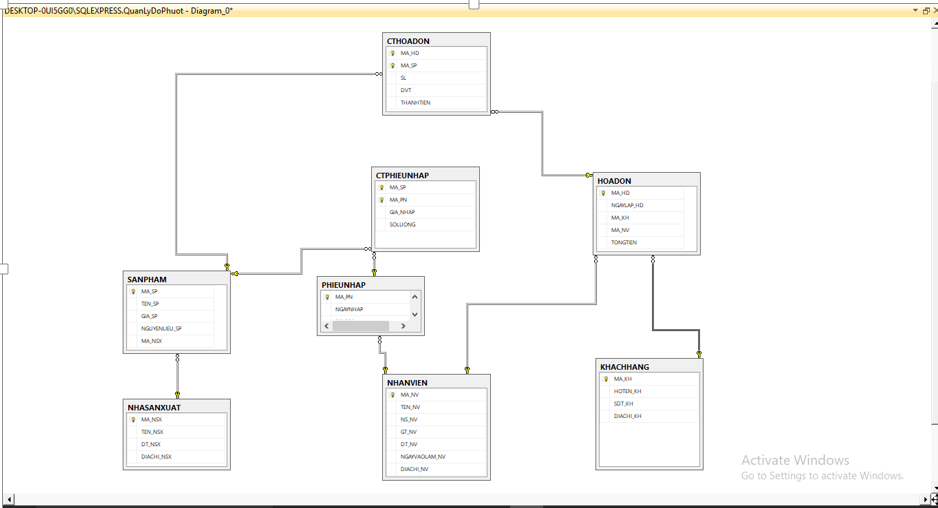 DESKTOP-0UI5GG0\SQLEXPRESS.QuanLyDoPhuot - Diagram_0*
CTHOADON
MA_HD
MA_SP
SL
DVT
THANHTIEN
CTPHIEUNHAP
MA_SP
MA_PN
GIA_NHAP
SOLUONG
HOADON
MA_HD
NGAYLAP_HD
MA_KH
MA_NV
TONGTIEN
SANPHAM
MA_SP
TEN_SP
GIA_SP
NGUYENLIEU_SP
MA_NSX
PHIEUNHAP
MA_PN
NGAYNHAP
NHANVIEN
MA_NV
TEN_NV
NS_NV
GT_NV
DT_NV
NGAYVAOLAM_NV
DIACHI_NV
KHACHHANG
MA_KH
HOTEN_KH
SDT_KH
DIACHI_KH
NHASANXUAT
MA_NSX
TEN_NSX
DT_NSX
DIACHI_NSX
Activate Windows
Go to Settings to activate Windows.